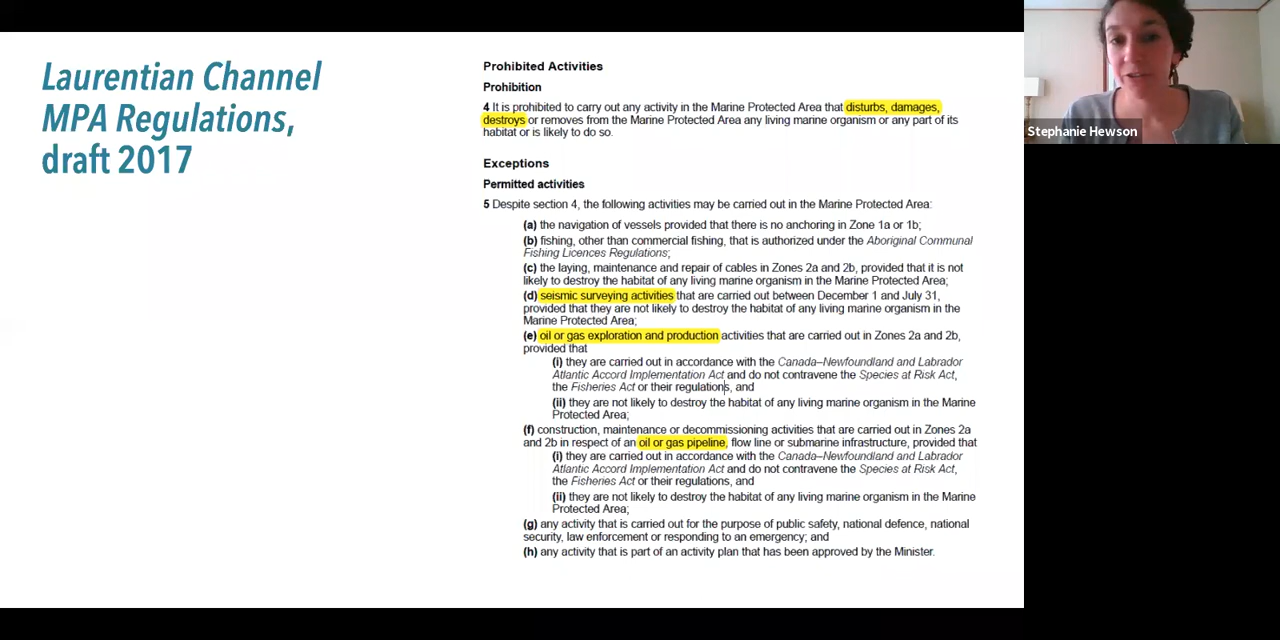 Laurentian Channel
MPA Regulations,
draft 2017
Prohibited Activities
Prohibition
4 It is prohibited to carry out any activity in the Marine Protected Area that disturbs, damages,
destroys or removes from the Marine Protected Area any living marine organism or any part of its
habitat or is likely to do so.
Exceptions
Permitted activities
5 Despite section 4, the following activities may be carried out in the Marine Protected Area:
(a) the navigation of vessels provided that there is no anchoring in Zone 1a or 1b;
(b) fishing, other than commercial fishing, that is authorized under the Aboriginal Communal
Fishing Licences Regulations;
(c) the laying, maintenance and repair of cables in Zones 2a and 2b, provided that it is not
likely to destroy the habitat of any living marine organism in the Marine Protected Area;
(d) seismic surveying activities that are carried out between December 1 and July 31,
provided that they are not likely to destroy the habitat of any living marine organism in the
Marine Protected Area;
(e) oil or gas exploration and production activities that are carried out in Zones 2a and 2b,
provided that
(i) they are carried out in accordance with the Canada–Newfoundland and Labrador
Atlantic Accord Implementation Act and do not contravene the Species at Risk Act,
the Fisheries Act or their regulations, and
(ii) they are not likely to destroy the habitat of any living marine organism in the Marine
Protected Area;
(f) construction, maintenance or decommissioning activities that are carried out in Zones 2a
and 2b in respect of an oil or gas pipeline, flow line or submarine infrastructure, provided that
(i) they are carried out in accordance with the Canada–Newfoundland and Labrador
Atlantic Accord Implementation Act and do not contravene the Species at Risk Act,
the Fisheries Act or their regulations, and
(ii) they are not likely to destroy the habitat of any living marine organism in the Marine
Protected Area;
(g) any activity that is carried out for the purpose of public safety, national defence, national
security, law enforcement or responding to an emergency; and
(h) any activity that is part of an activity plan that has been approved by the Minister.
Stephanie Hewson